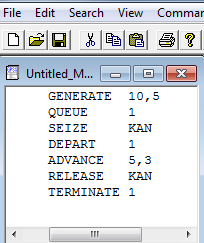 File Edit Search View Comman
Untitled_M...
GENERATE 10,5
QUEUE 1
SEIZE KAN
DEPART 1
ADVANCE 5,3
RELEASE KAN
TERMINATE 1